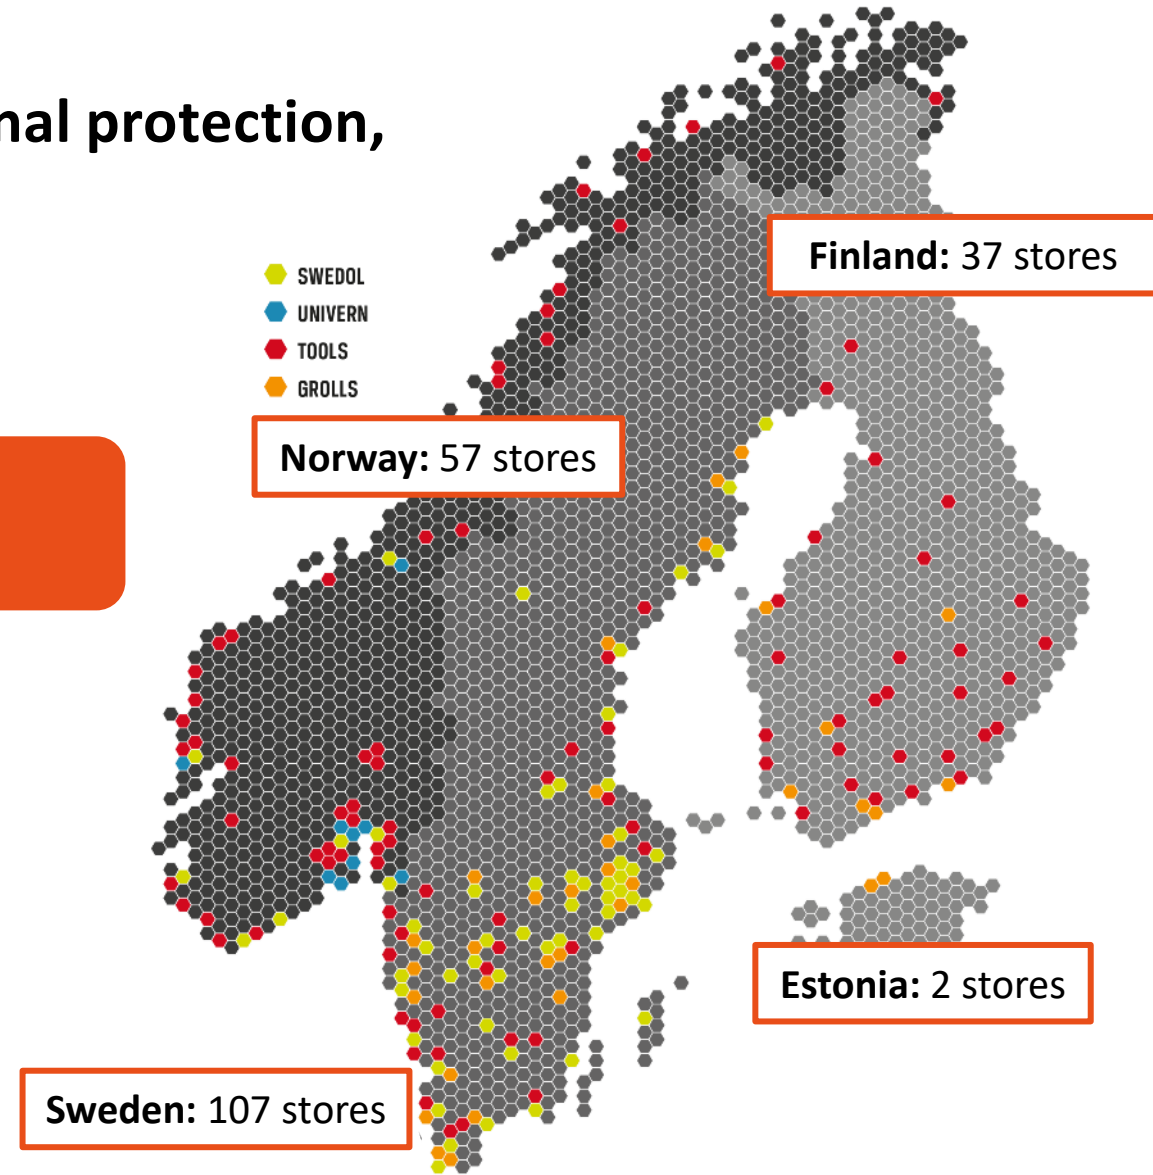 nal protection,
SWEDOL
UNIVERN
TOOLS
GROLLS
Finland: 37 stores
Norway: 57 stores
Estonia: 2 stores
Sweden: 107 stores